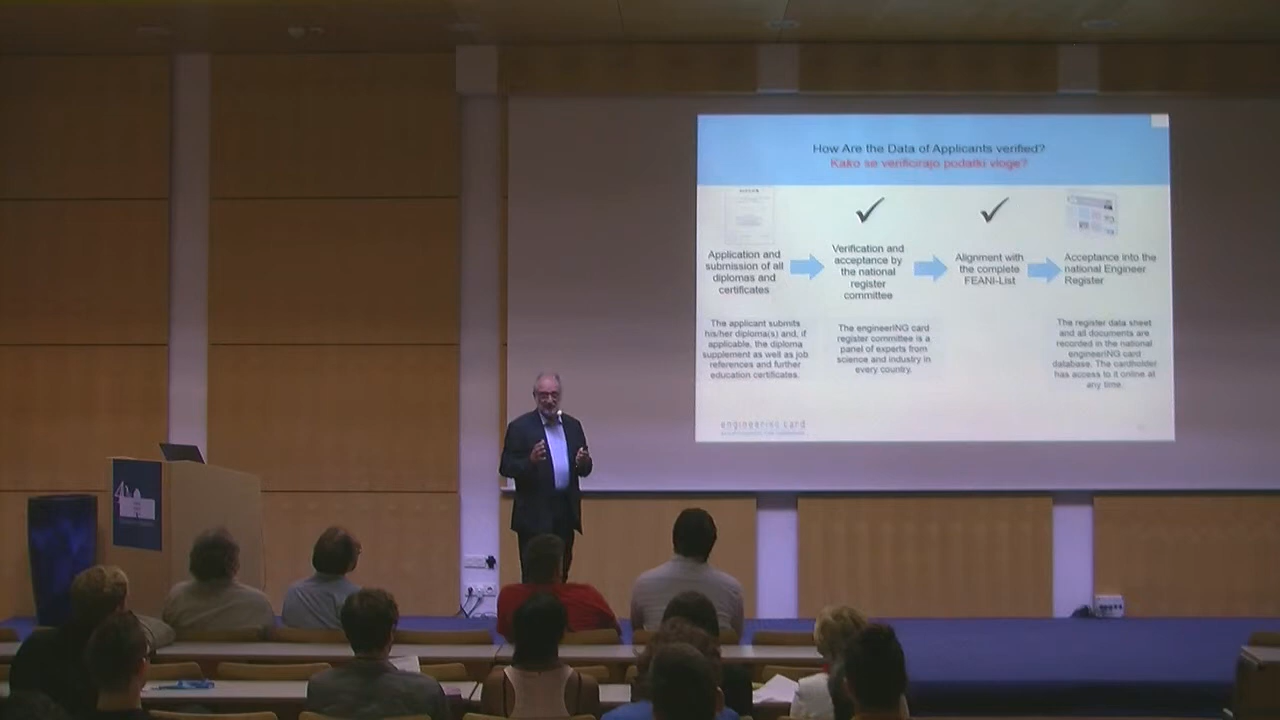 How Are the Data of Applicants verified?
Kako se verificirajo podatki vloge?
Application and
submission of all
diplomas and
certificates
Verification and
acceptance by
the national
register
committee
Alignment with
the complete
FEANI-List
Acceptance into the
national Engineer
Register
The applicant submits
his/her diploma(s) and, if
applicable, the diploma
supplement as well as job
references and further
education certificates.
The engineerING card
register committee is a
panel of experts from
science and industry in
every country.
The register data sheet
and all documents are
recorded in the national
engineerING card
database. The cardholder
has access to it online at
any time.
engineerING card